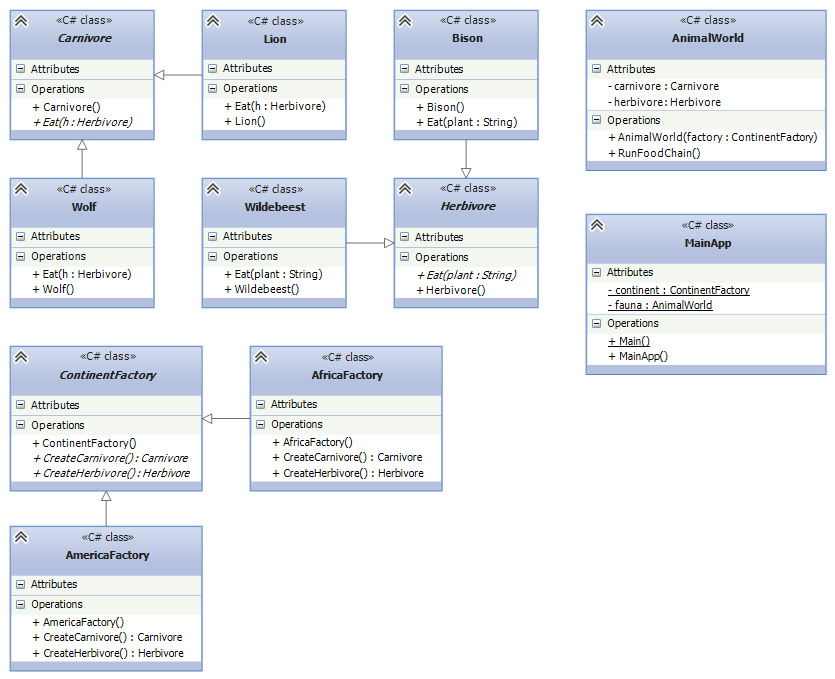 «C# class»
Carnivore
Attributes
Operations
+ Carnivore()
+ Eat(h : Herbivore)
«C# class»
Lion
Attributes
Operations
+ Eat(h : Herbivore)
+ Lion()
«C# class»
Bison
Attributes
Operations
+ Bison()
+ Eat(plant : String)
«C# class»
AnimalWorld
Attributes
- carnivore : Carnivore
- herbivore : Herbivore
Operations
+ AnimalWorld(factory : ContinentFactory)
+ RunFoodChain()
«C# class»
Wolf
Attributes
Operations
+ Eat(h : Herbivore)
+ Wolf()
«C# class»
Wildebeest
Attributes
Operations
+ Eat(plant : String)
+ Wildebeest()
«C# class»
Herbivore
Attributes
Operations
+ Eat(plant : String)
+ Herbivore()
«C# class»
MainApp
Attributes
- continent : ContinentFactory
- fauna : AnimalWorld
Operations
+ Main()
+ MainApp()
«C# class»
ContinentFactory
Attributes
Operations
+ ContinentFactory()
+ CreateCarnivore() : Carnivore
+ CreateHerbivore() : Herbivore
«C# class»
AfricaFactory
Attributes
Operations
+ AfricaFactory()
+ CreateCarnivore() : Carnivore
+ CreateHerbivore() : Herbivore
«C# class»
AmericaFactory
Attributes
Operations
+ AmericaFactory()
+ CreateCarnivore() : Carnivore
+ CreateHerbivore() : Herbivore